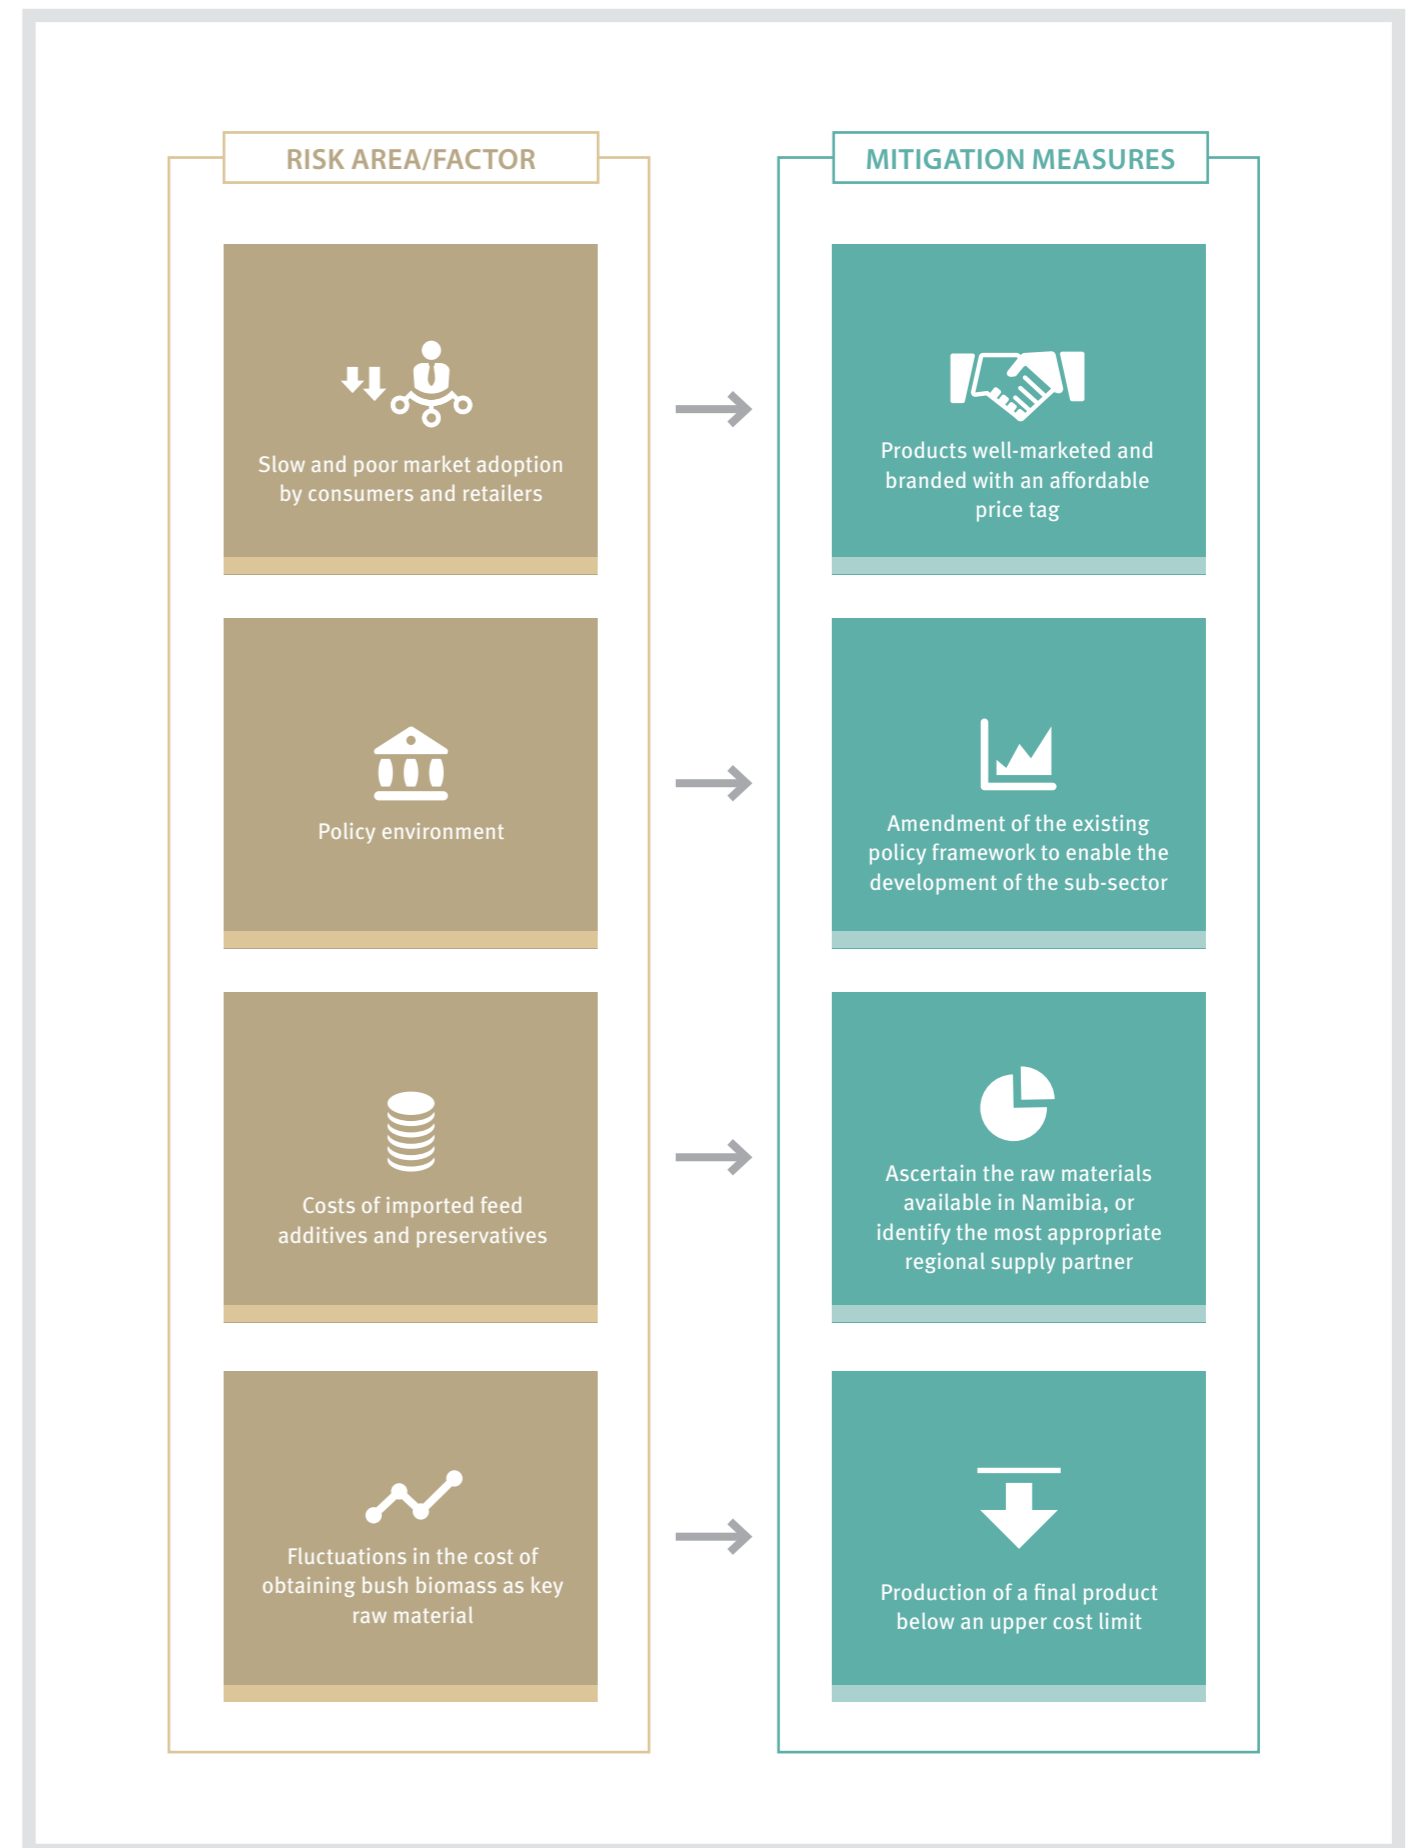 RISK AREA/FACTOR
MITIGATION MEASURES
Slow and poor market adoption
by consumers and retailers
Products well-marketed and
branded with an affordable
price tag
Policy environment
Amendment of the existing
policy framework to enable the
development of the sub-sector
Costs of imported feed
additives and preservatives
Ascertain the raw materials
available in Namibia, or
identify the most appropriate
regional supply partner
Fluctuations in the cost of
obtaining bush biomass as key
raw material
Production of a final product
below an upper cost limit